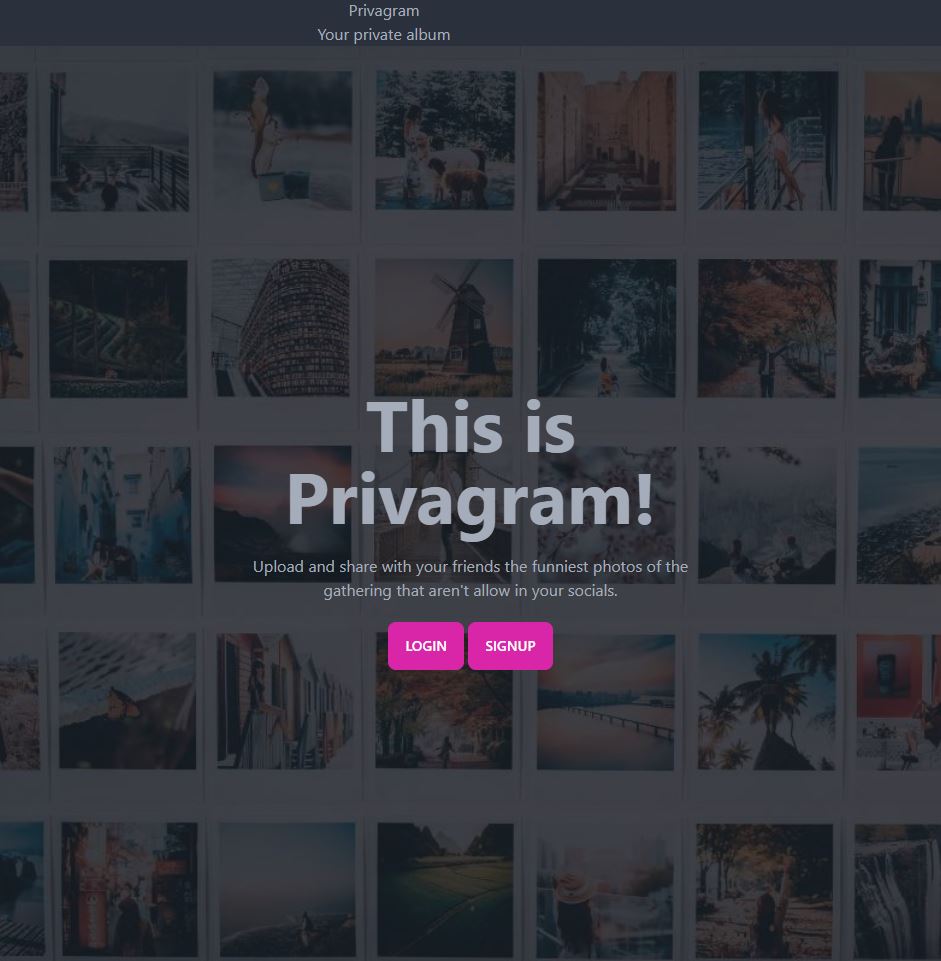 Privagram
Your private album
This is
Privagram!
Upload and share with your friends the funniest photos of the
gathering that aren't allow in your socials.
LOGIN
SIGNUP